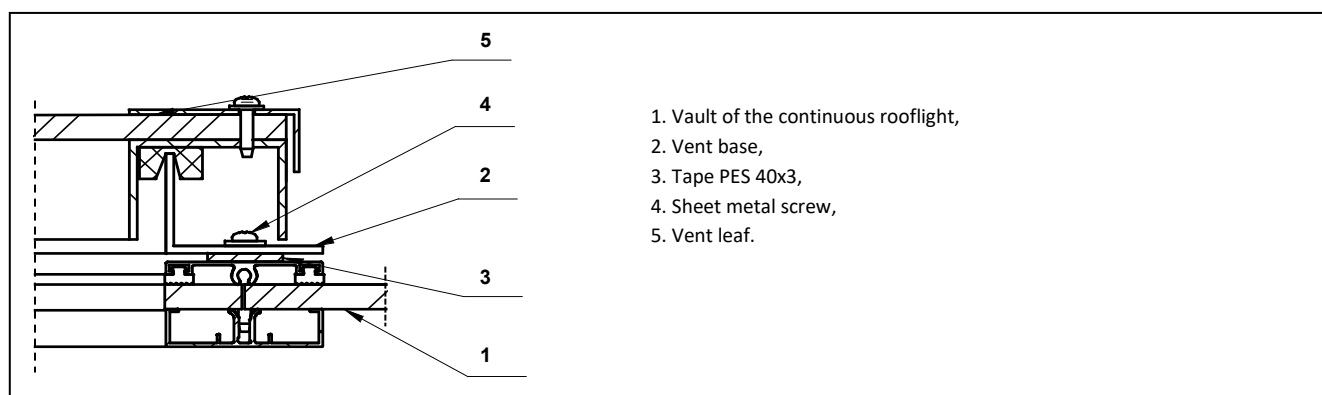 5
4
2
3
1
1. Vault of the continuous rooflight,
2. Vent base,
3. Tape PES 40x3,
4. Sheet metal screw,
5. Vent leaf.